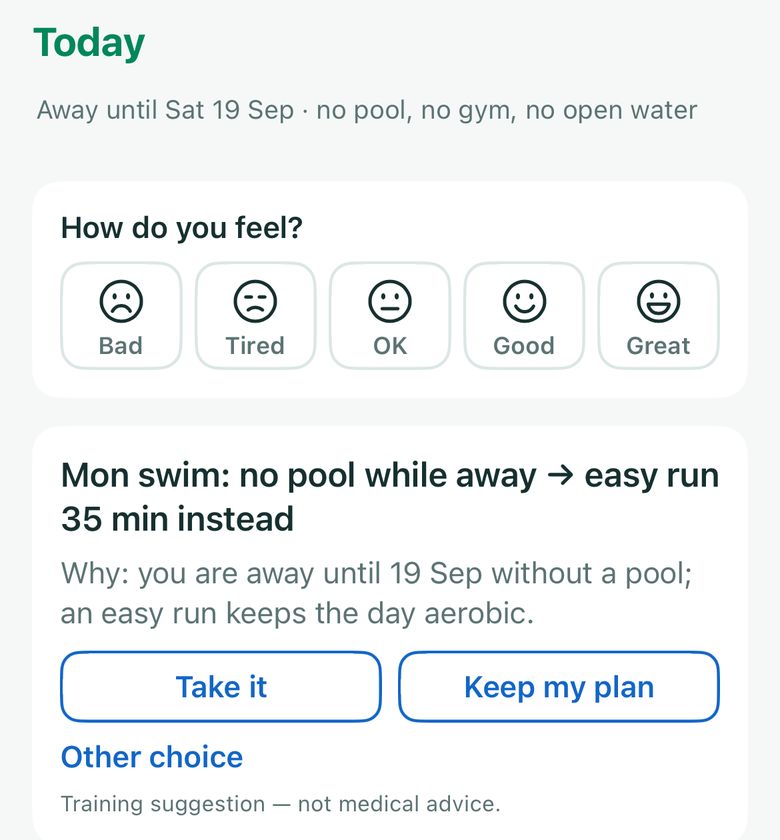 Today
Away until Sat 19 Sep · no pool, no gym, no open water
How do you feel?
Bad
Tired
OK
Good
Great
Mon swim: no pool while away → easy run
35 min instead
Why: you are away until 19 Sep without a pool;
an easy run keeps the day aerobic.
Take it
Keep my plan
Other choice
Training suggestion — not medical advice.